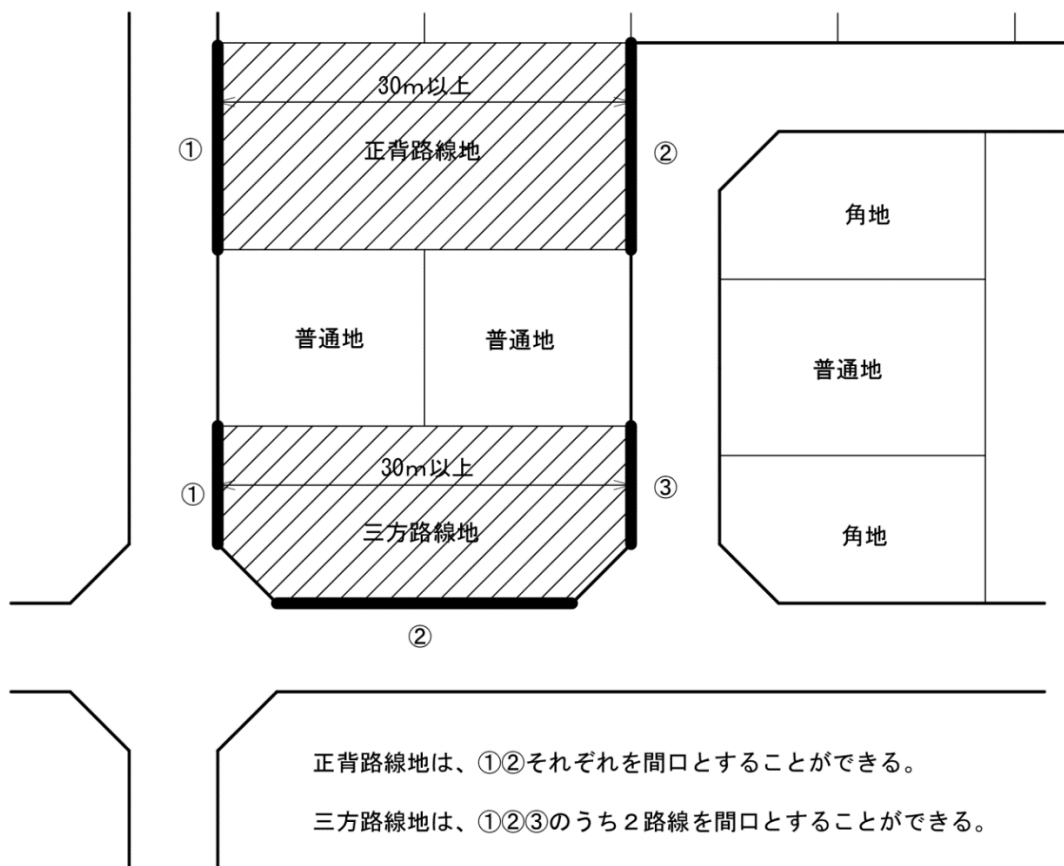 30m以上
① 正背路線地 ②
角地
普通地 普通地
普通地
30m以上
① ③
三方路線地 角地
②
正背路線地は、①②それぞれを間口とすることができる。
三方路線地は、①②③のうち2路線を間口とすることができる。